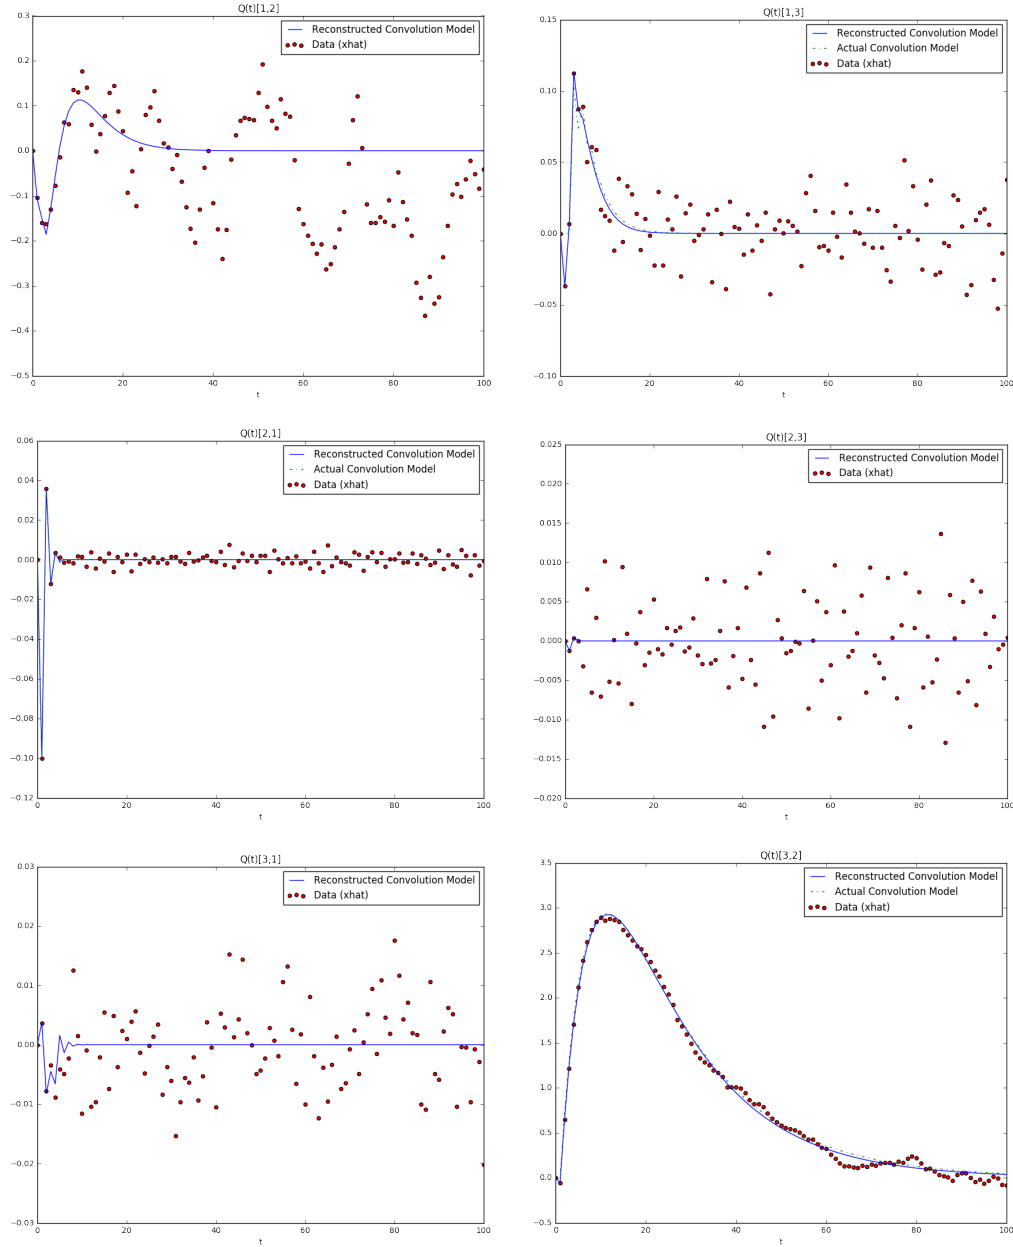 Q(t)[1,2]
Reconstructed Convolution Model
Data (xhat)
0.3
0.2
0.1
0.0
−0.1
−0.2
−0.3
−0.4
−0.5
0 20 40 60 80 100
t
Q(t)[1,3]
Reconstructed Convolution Model
Actual Convolution Model
Data (xhat)
0.15
0.10
0.05
0.00
−0.05
−0.10
0 20 40 60 80 100
t
Q(t)[2,1]
Reconstructed Convolution Model
Actual Convolution Model
Data (xhat)
0.06
0.04
0.02
0.00
−0.02
−0.04
−0.06
−0.08
−0.10
−0.12
0 20 40 60 80 100
t
Q(t)[2,3]
Reconstructed Convolution Model
Data (xhat)
0.025
0.020
0.015
0.010
0.005
0.000
−0.005
−0.010
−0.015
−0.020
0 20 40 60 80 100
t
Q(t)[3,1]
Reconstructed Convolution Model
Data (xhat)
0.03
0.02
0.01
0.00
−0.01
−0.02
−0.03
0 20 40 60 80 100
t
Q(t)[3,2]
Reconstructed Convolution Model
Actual Convolution Model
Data (xhat)
3.5
3.0
2.5
2.0
1.5
1.0
0.5
0.0
−0.5
0 20 40 60 80 100
t